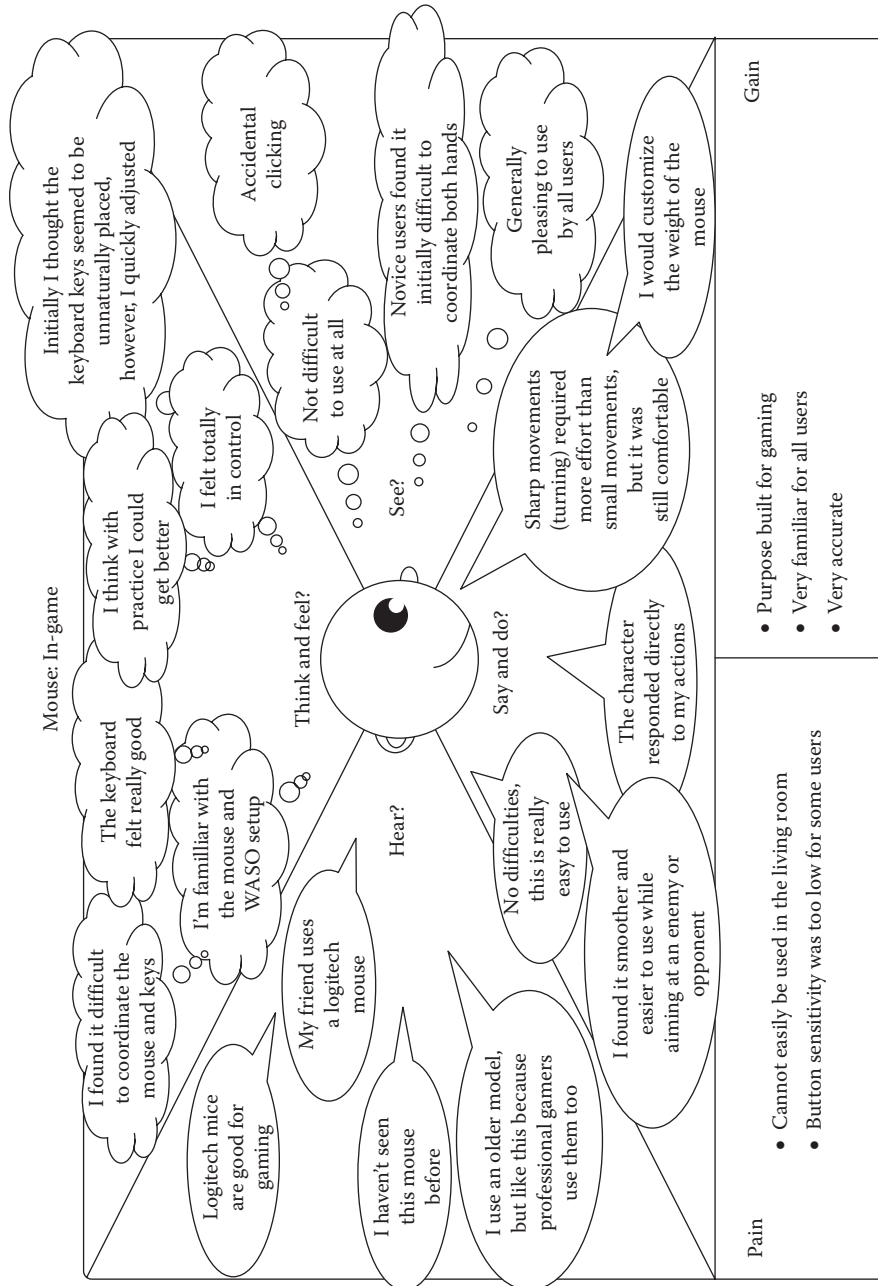 Mouse: In-game
Think and feel?
I found it difficult
to coordinate the
mouse and keys
The keyboard
felt really good
I think with
practice I could
get better
Initially I thought the
keyboard keys seemed to be
unnaturally placed,
however, I quickly adjusted
I'm familliar with
the mouse and
WASO setup
I felt totally
in control
Hear?
Logitech mice
are good for
gaming
My friend uses
a logitech
mouse
I haven't seen
this mouse
before
I use an older model,
but like this because
professional gamers
use them too
See?
Not difficult
to use at all
Accidental
clicking
Novice users found it
initially difficult to
coordinate both hands
Generally
pleasing to use
by all users
Say and do?
No difficulties,
this is really
easy to use
I found it smoother and
easier to use while
aiming at an enemy or
opponent
The character
responded directly
to my actions
Sharp movements
(turning) required
more effort than
small movements,
but it was
still comfortable
I would customize
the weight of the
mouse
Pain
• Cannot easily be used in the living room
• Button sensitivity was too low for some users
Gain
• Purpose built for gaming
• Very familiar for all users
• Very accurate